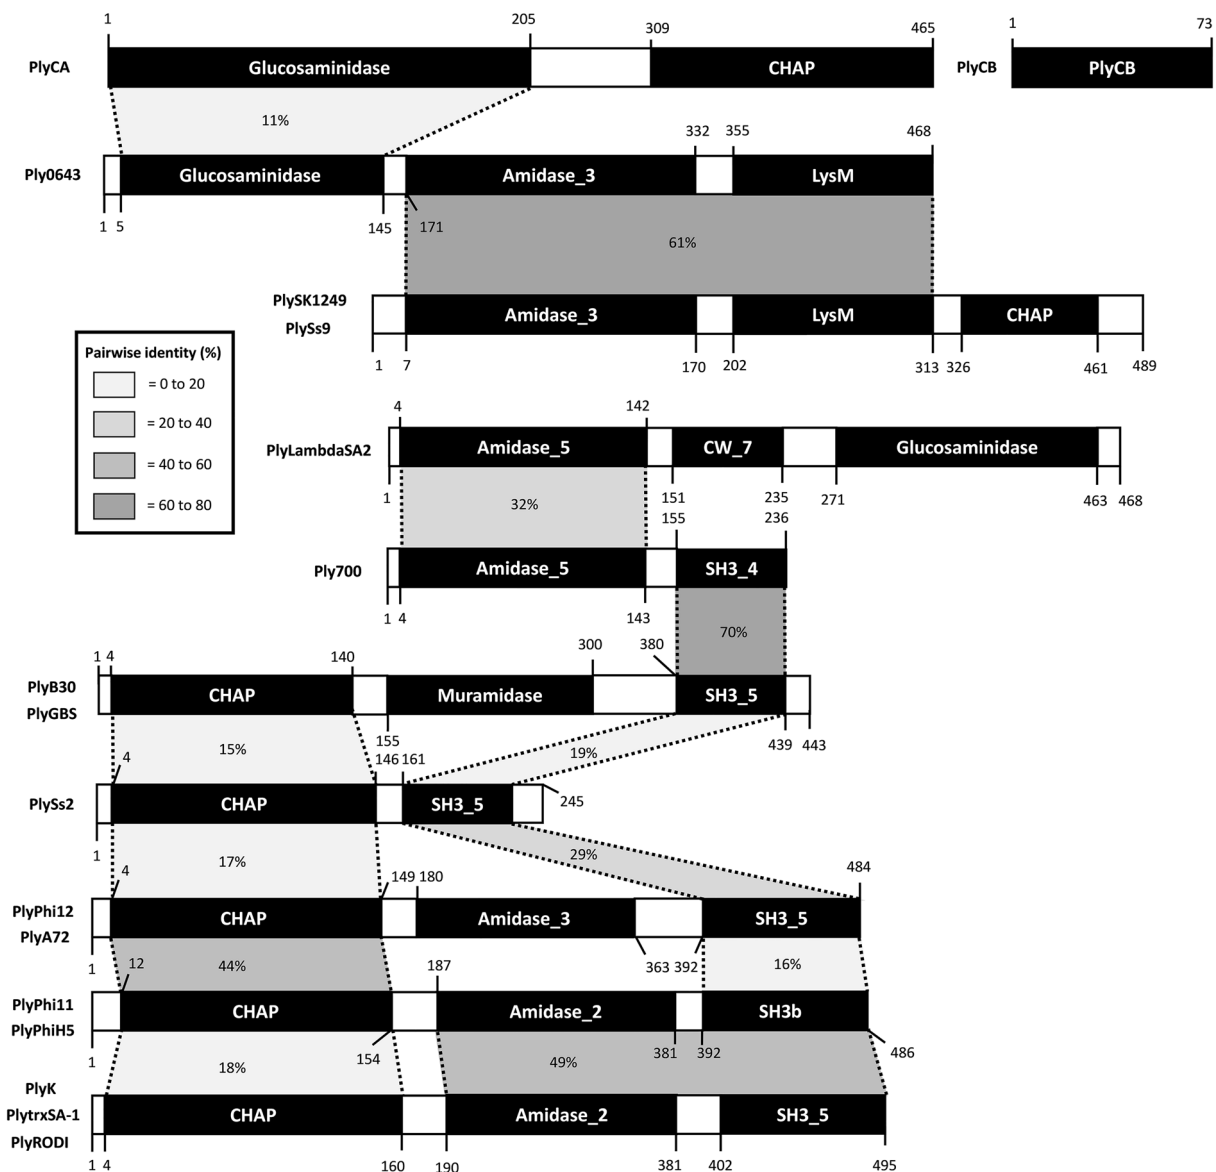 1 205 309 465 1 73
PlyCA Glucosaminidase CHAP PlyCB PlyCB
11%
332 355 468
Ply0643 Glucosaminidase Amidase_3 LysM
1 5 145 171
61%
PlySK1249
PlySs9
Amidase_3 LysM CHAP
1 7 170 202 313 326 461 489
Pairwise identity (%)
= 0 to 20
= 20 to 40
= 40 to 60
= 60 to 80
4 142
PlyLambdaSA2 Amidase_5 CW_7 Glucosaminidase
1 151 235 271 463 468
32%
155 236
Ply700 Amidase_5 SH3_4
1 4 143
70%
1 4 140 300 380
PlyB30
PlyGBS
CHAP Muramidase SH3_5
155 439 443
15% 19%
4 146 161
PlySs2 CHAP SH3_5 245
1
17% 29%
4 149 180 484
PlyPhi12
PlyA72
CHAP Amidase_3 SH3_5
1 363 392
44% 16%
12 187
PlyPhi11
PlyPhiH5
CHAP Amidase_2 SH3b
1 154 381 392 486
18% 49%
PlyK
PlytrxSA-1
PlyRODI
CHAP Amidase_2 SH3_5
1 4 160 190 381 402 495